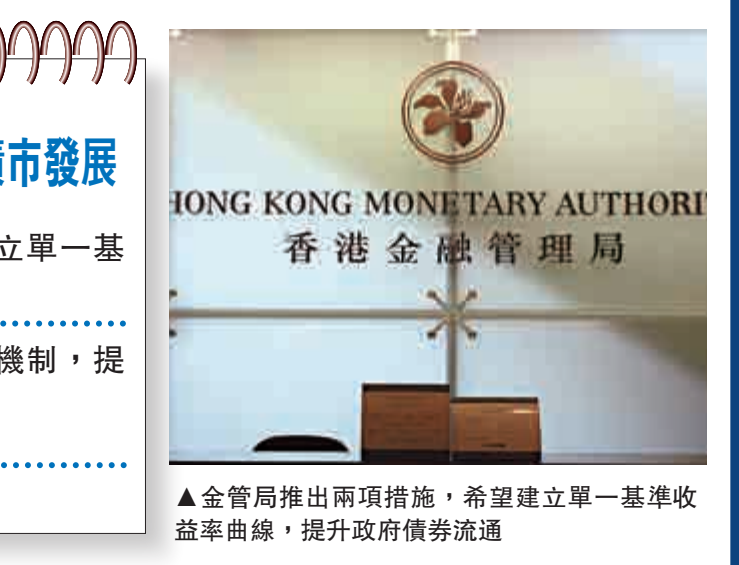 市發展
立單一基
機制，提
HONG KONG MONETARY AUTHORI
香港金融管理局
▲金管局推出兩項措施，希望建立單一基準收
益率曲線，提升政府債券流通